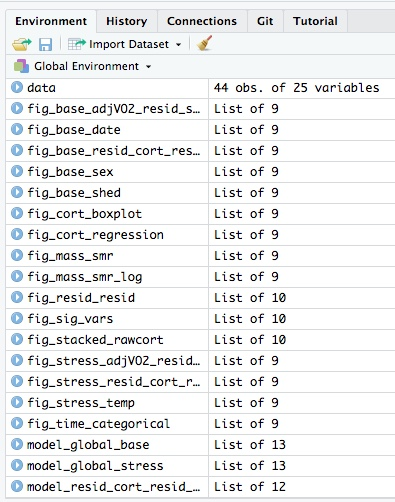 Environment History Connections Git Tutorial
Import Dataset
Global Environment
data 44 obs. of 25 variables
fig_base_adjVO2_resid_s… List of 9
fig_base_date List of 9
fig_base_resid_cort_res… List of 9
fig_base_sex List of 9
fig_base_shed List of 9
fig_cort_boxplot List of 9
fig_cort_regression List of 9
fig_mass_smr List of 9
fig_mass_smr_log List of 9
fig_resid_resid List of 10
fig_sig_vars List of 10
fig_stacked_rawcort List of 10
fig_stress_adjVO2_resid… List of 9
fig_stress_resid_cort_r… List of 9
fig_stress_temp List of 9
fig_time_categorical List of 9
model_global_base List of 13
model_global_stress List of 13
model_resid_cort_resid_… List of 12